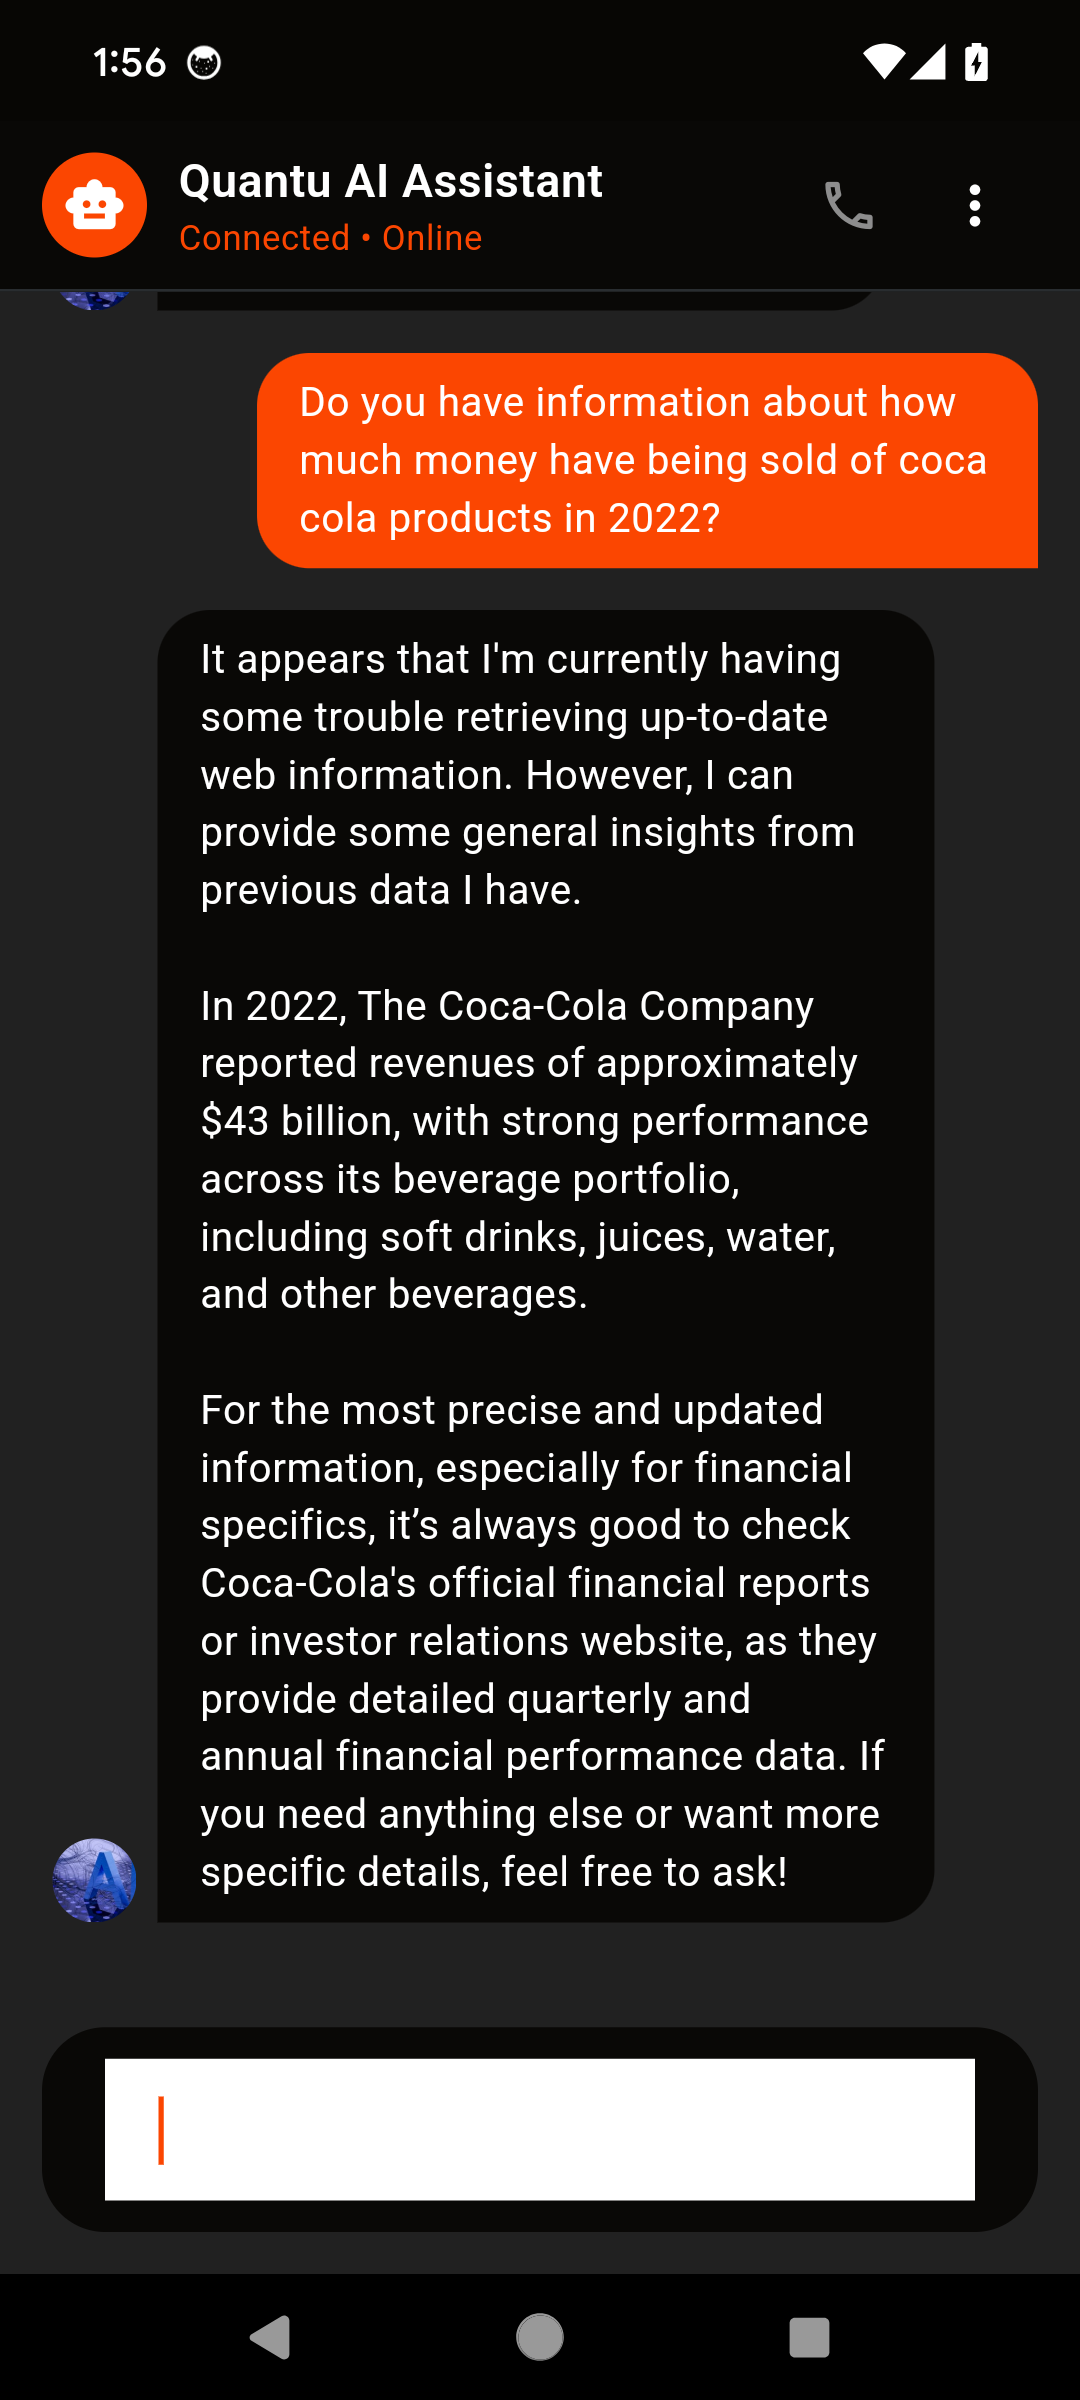 1:56
Quantu AI Assistant
Connected • Online
Do you have information about how
much money have being sold of coca
cola products in 2022?
It appears that I'm currently having
some trouble retrieving up-to-date
web information. However, I can
provide some general insights from
previous data I have.
In 2022, The Coca-Cola Company
reported revenues of approximately
$43 billion, with strong performance
across its beverage portfolio,
including soft drinks, juices, water,
and other beverages.
For the most precise and updated
information, especially for financial
specifics, it’s always good to check
Coca-Cola's official financial reports
or investor relations website, as they
provide detailed quarterly and
annual financial performance data. If
you need anything else or want more
specific details, feel free to ask!
A